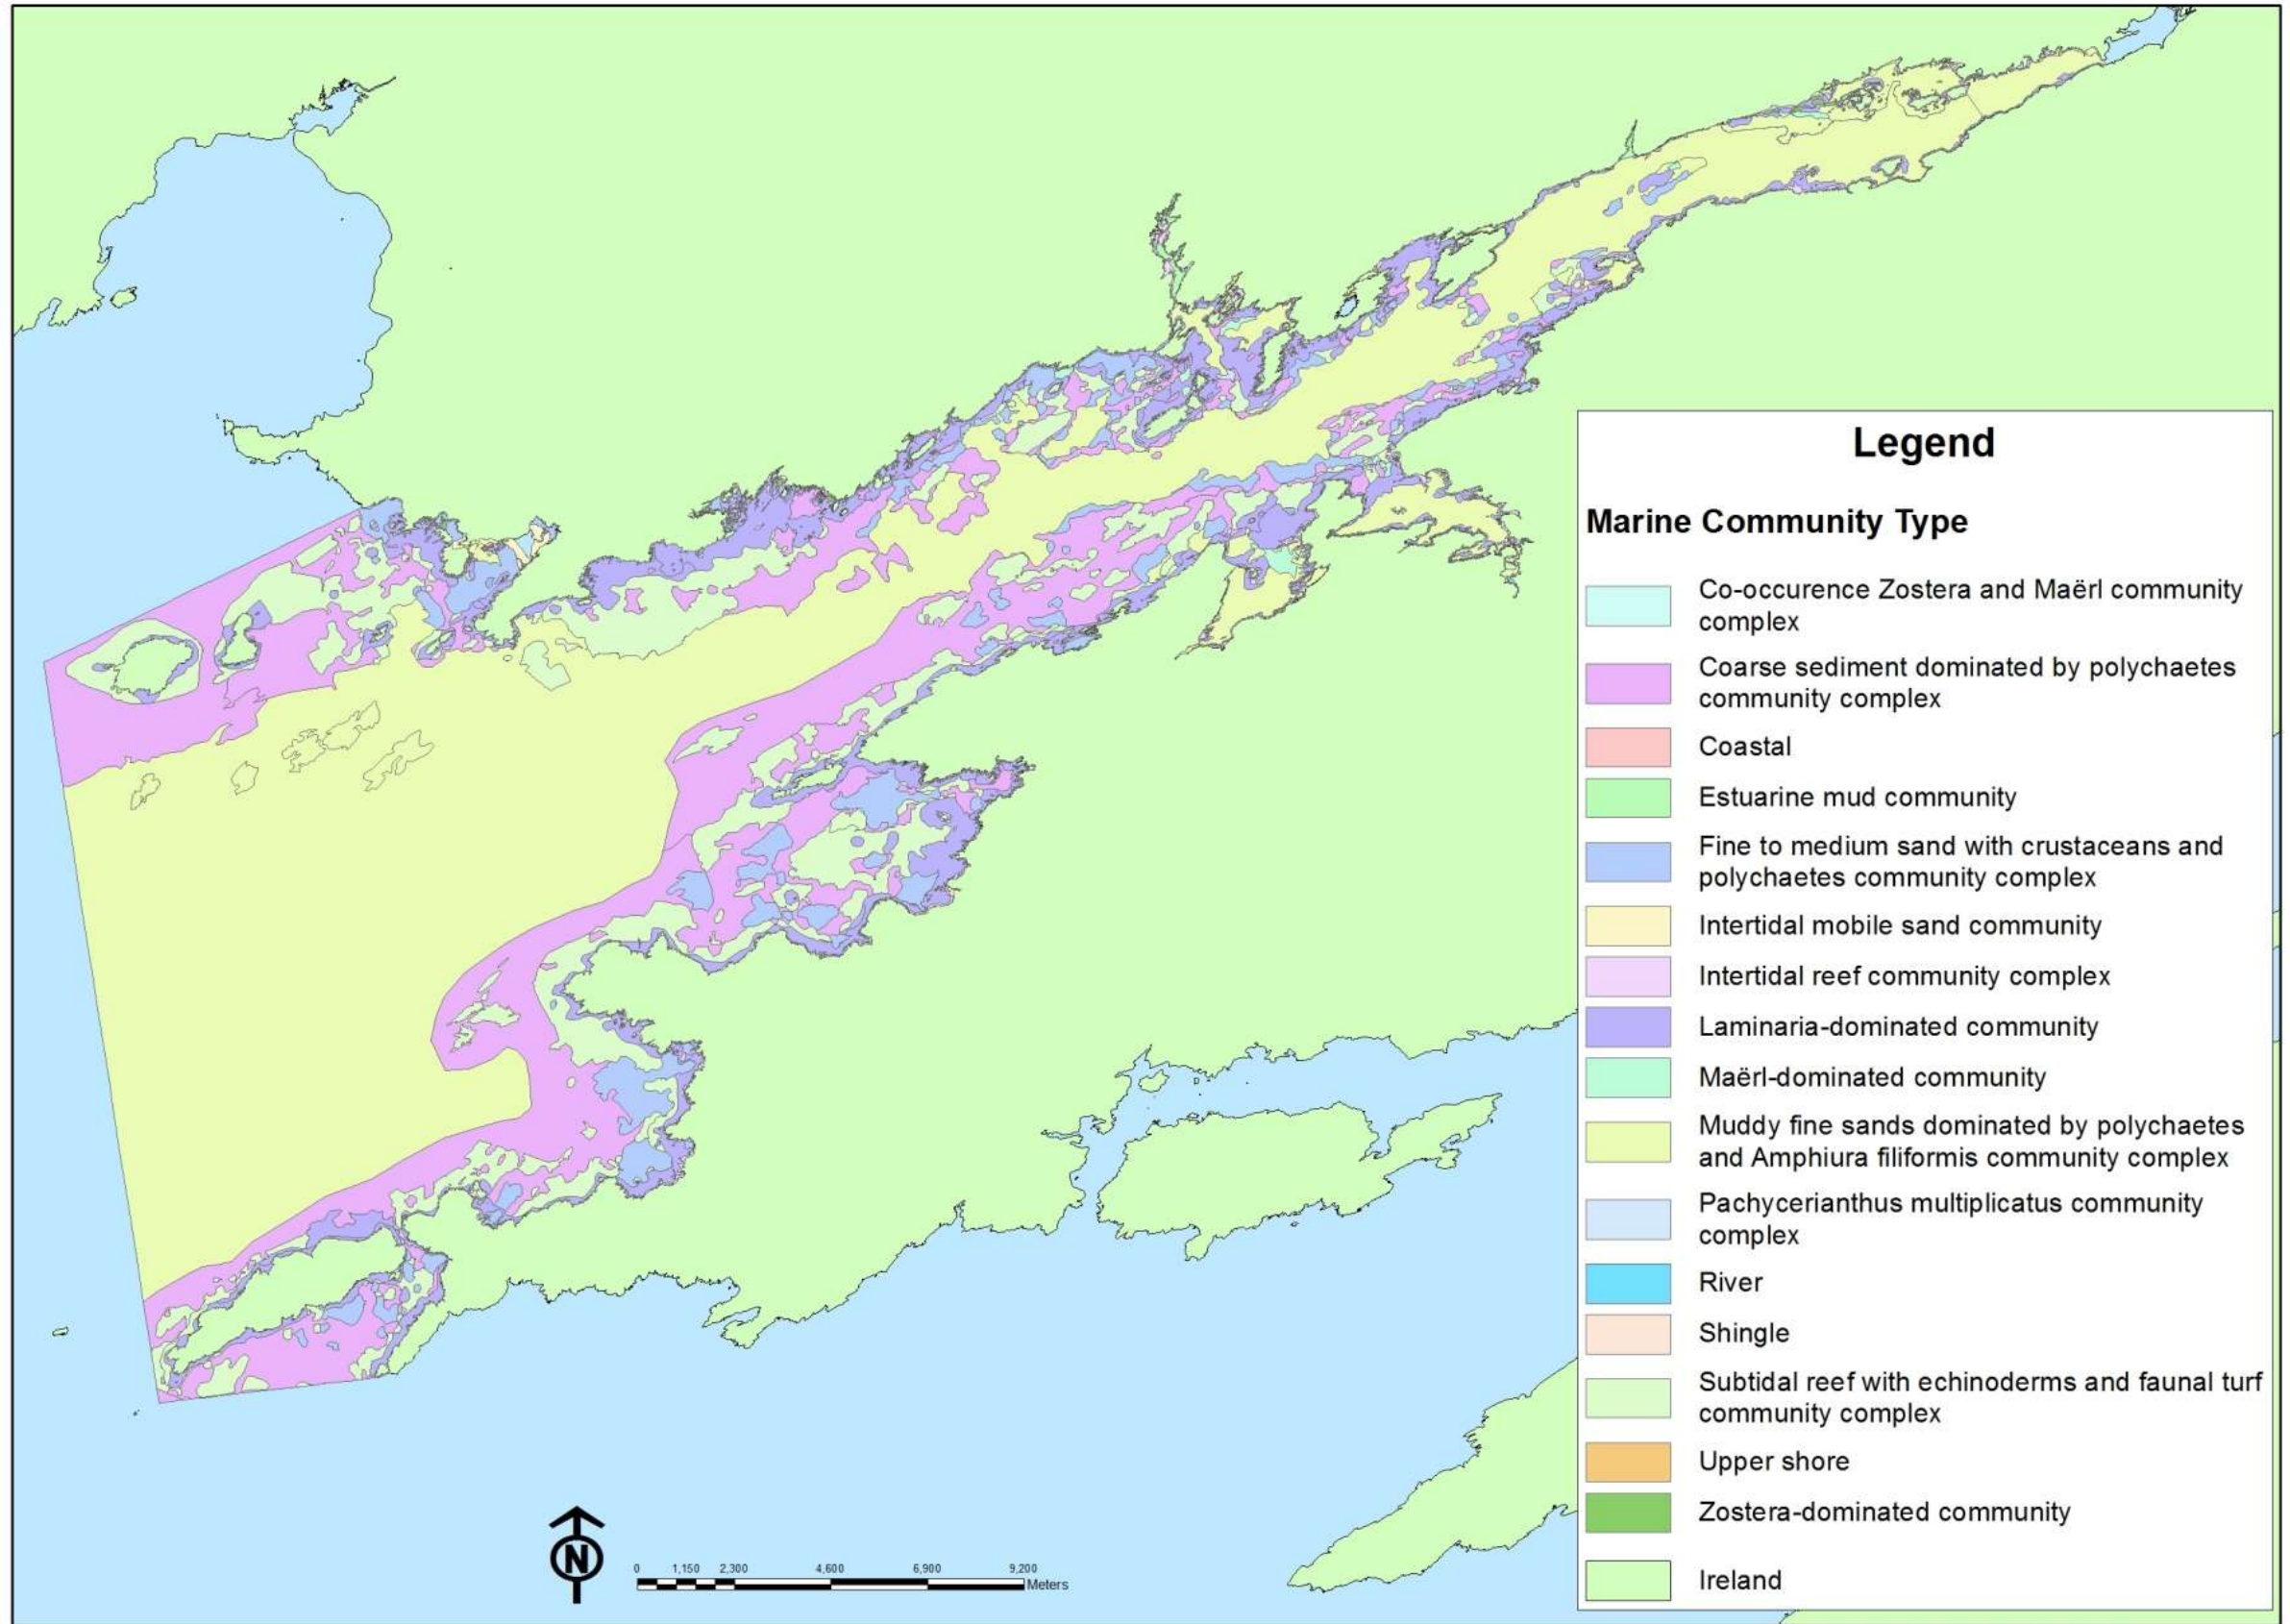 Legend
Marine Community Type
Co-occurence Zostera and Maërl community
complex
Coarse sediment dominated by polychaetes
community complex
Coastal
Estuarine mud community
Fine to medium sand with crustaceans and
polychaetes community complex
Intertidal mobile sand community
Intertidal reef community complex
Laminaria-dominated community
Maërl-dominated community
Muddy fine sands dominated by polychaetes
and Amphiura filiformis community complex
Pachycerianthus multiplicatus community
complex
River
Shingle
Subtidal reef with echinoderms and faunal turf
community complex
Upper shore
Zostera-dominated community
Ireland
N
0 1,150 2,300 4,600 6,900 9,200
Meters